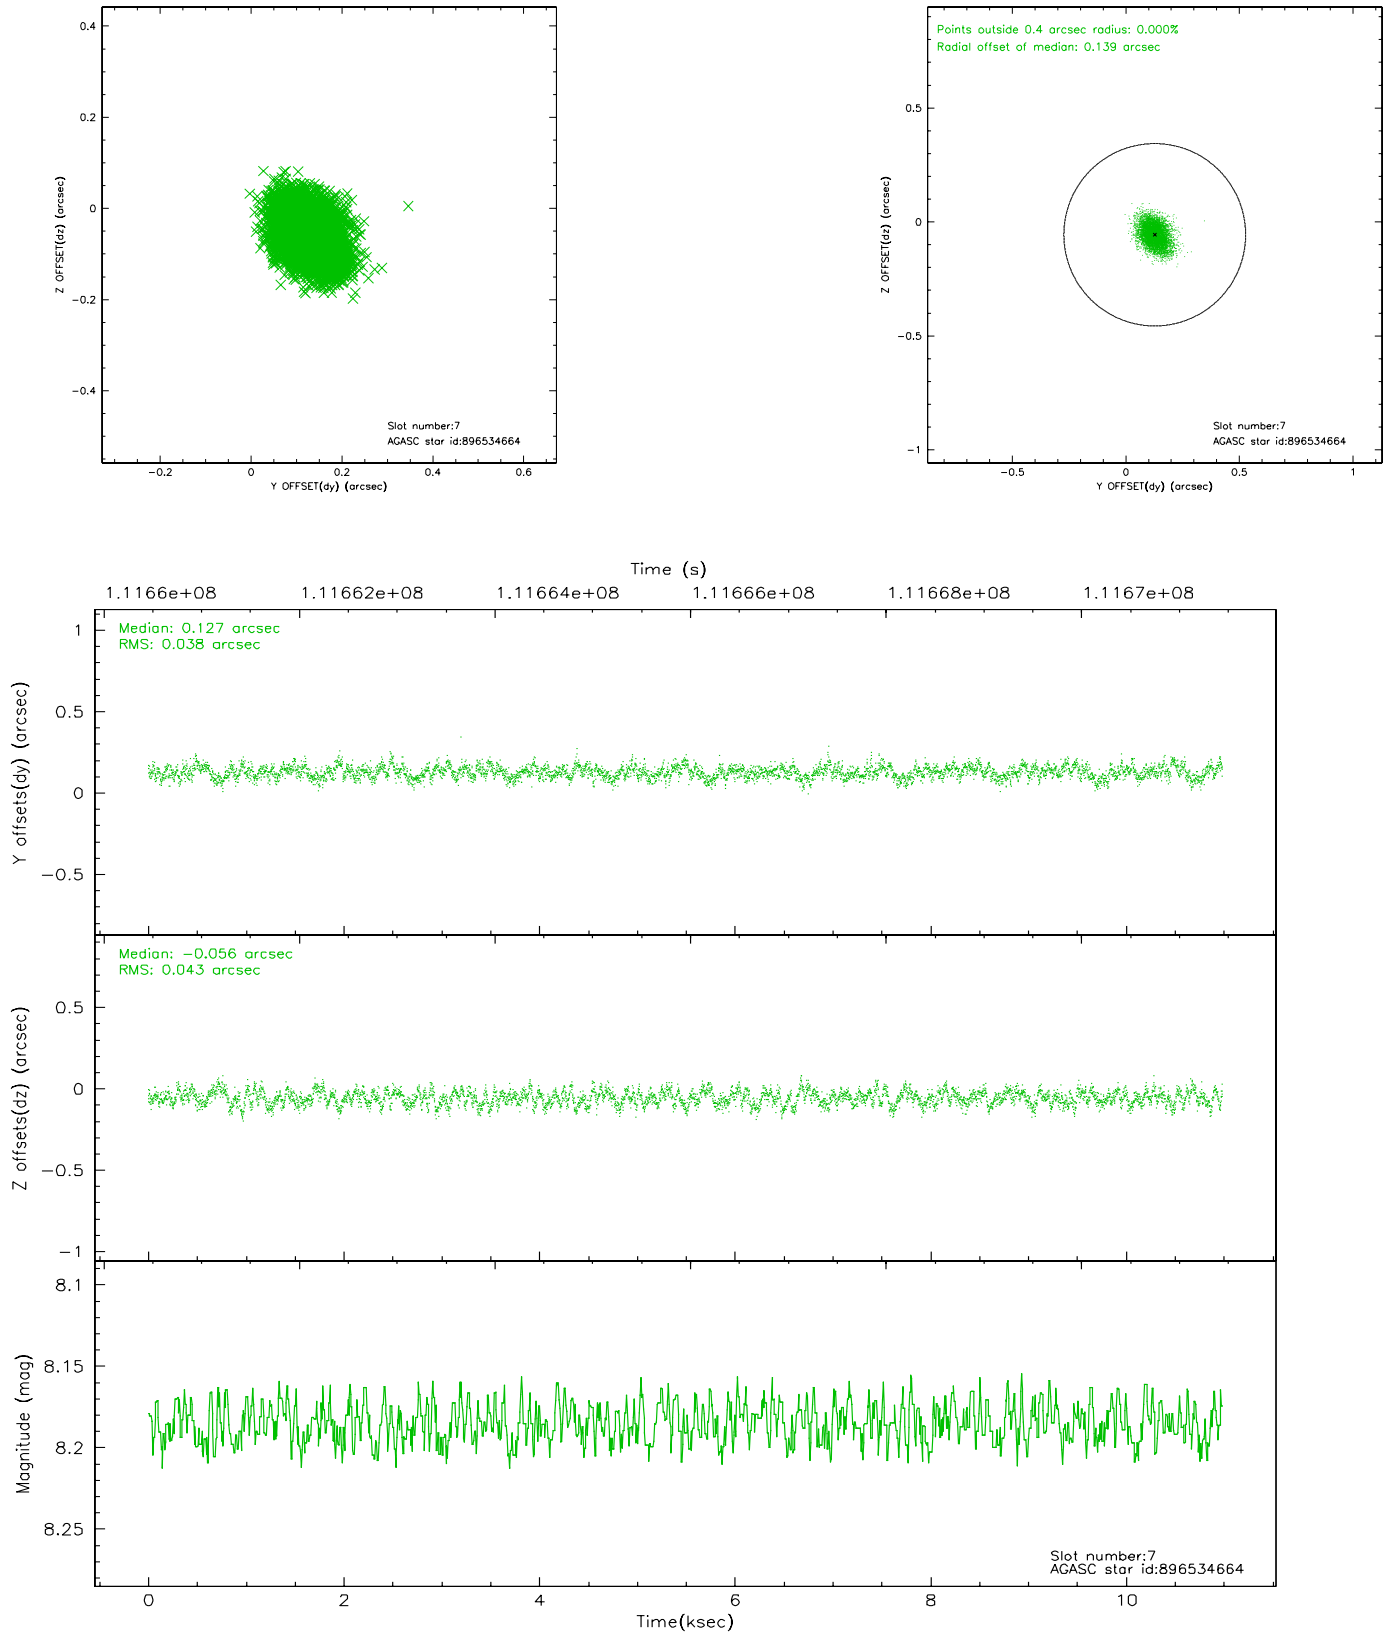 0.4
0.2
0
−0.2
−0.4
Z OFFSET(dz) (arcsec)
−0.2 0 0.2 0.4 0.6
Y OFFSET(dy) (arcsec)
Slot number:7
AGASC star id:896534664
Points outside 0.4 arcsec radius: 0.000%
Radial offset of median: 0.139 arcsec
0.5
0
−0.5
−1
Z OFFSET(dz) (arcsec)
−0.5 0 0.5 1
Y OFFSET(dy) (arcsec)
Slot number:7
AGASC star id:896534664
Time (s)
1.1166e+08 1.11662e+08 1.11664e+08 1.11666e+08 1.11668e+08 1.1167e+08
Median: 0.127 arcsec
RMS: 0.038 arcsec
1
0.5
0
−0.5
Y offsets(dy) (arcsec)
Median: −0.056 arcsec
RMS: 0.043 arcsec
0.5
0
−0.5
−1
Z offsets(dz) (arcsec)
8.1
8.15
8.2
8.25
Magnitude (mag)
Slot number:7
AGASC star id:896534664
0 2 4 6 8 10
Time(ksec)